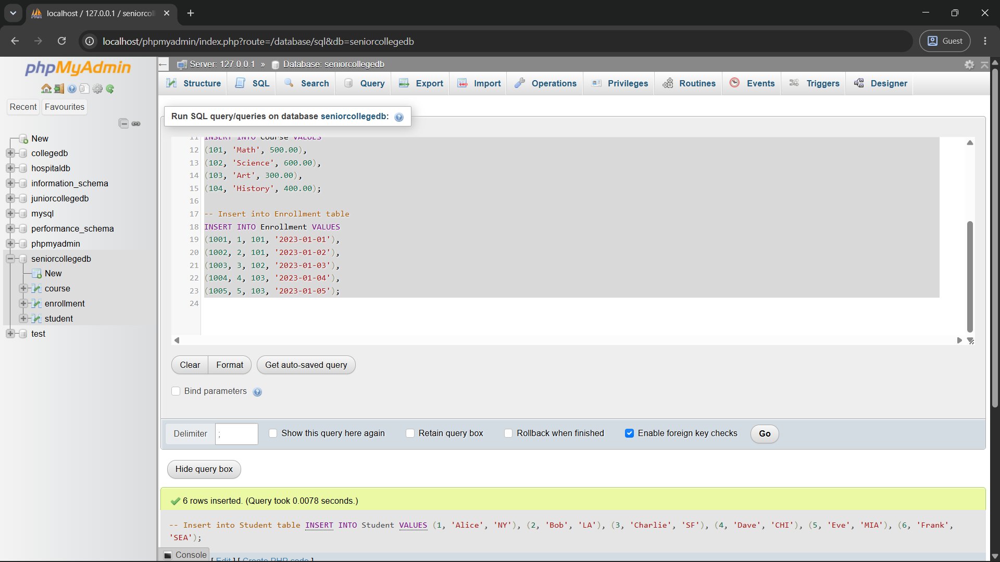 localhost / 127.0.0.1 / seniorcoll
localhost/phpmyadmin/index.php?route=/database/sql&db=seniorcollegedb
Guest
phpMyAdmin
Recent
Favourites
New
collegedb
hospitaldb
information_schema
juniorcollegedb
mysql
performance_schema
phpmyadmin
seniorcollegedb
New
course
enrollment
student
test
Server: 127.0.0.1 » Database: seniorcollegedb
Structure SQL Search Query Export Import Operations Privileges Routines Events Triggers Designer
Run SQL query/queries on database seniorcollegedb:
11 INSERT INTO Course VALUES
12 (101, 'Math', 500.00),
13 (102, 'Science', 600.00),
14 (103, 'Art', 300.00),
15 (104, 'History', 400.00);
16
17 -- Insert into Enrollment table
18 INSERT INTO Enrollment VALUES
19 (1001, 1, 101, '2023-01-01'),
20 (1002, 2, 101, '2023-01-02'),
21 (1003, 3, 102, '2023-01-03'),
22 (1004, 4, 103, '2023-01-04'),
23 (1005, 5, 103, '2023-01-05');
24
Clear Format Get auto-saved query
Bind parameters
Delimiter ; Show this query here again Retain query box Rollback when finished Enable foreign key checks Go
Hide query box
6 rows inserted. (Query took 0.0078 seconds.)
-- Insert into Student table INSERT INTO Student VALUES (1, 'Alice', 'NY'), (2, 'Bob', 'LA'), (3, 'Charlie', 'SF'), (4, 'Dave', 'CHI'), (5, 'Eve', 'MIA'), (6, 'Frank',
'SEA');
Console
[ Edit ] [ Create PHP code ]